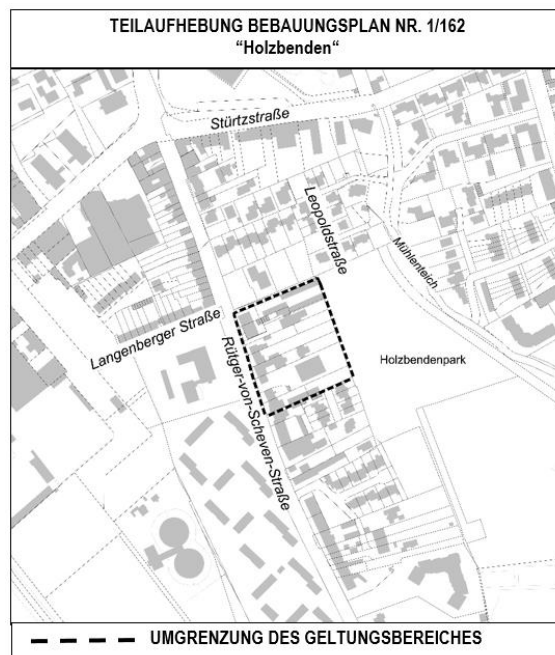 TEILAUFHEBUNG BEBAUUNGSPLAN NR. 1/162
“Holzbenden“
Stürtzstraße
Leopoldstraße
Mühlenteich
Langenberger Straße
Rütger-von-Scheven-Straße
Holzbendenpark
UMGRENZUNG DES GELTUNGSBEREICHES